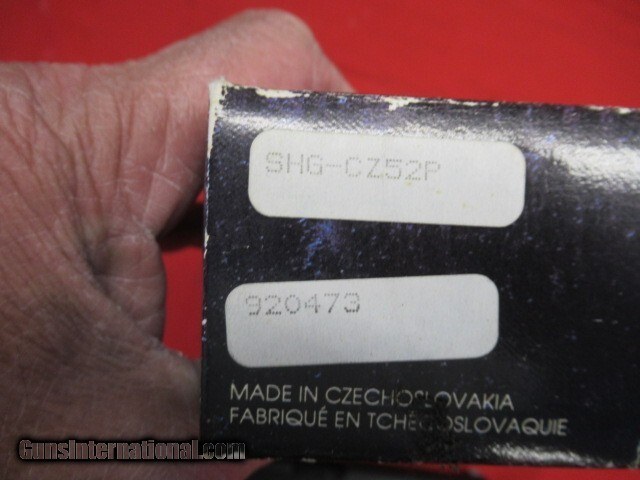 SHG-CZ52P
920473
MADE IN CZECHOSLOVAKIA
FABRIQUÉ EN TCHÉCOSLOVAQUIE
GunsInternational.com